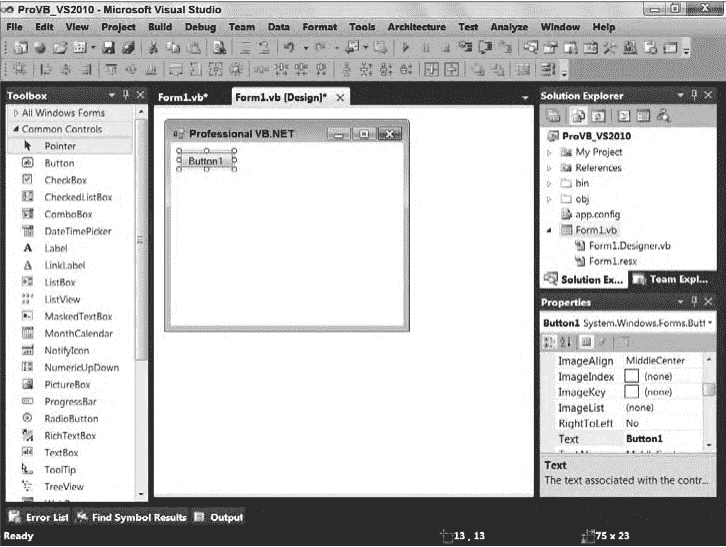 ProVB_VS2010 - Microsoft Visual Studio
File Edit View Project Build Debug Team Data Format Tools Architecture Test Analyze Window Help
Toolbox
All Windows Forms
Common Controls
Pointer
Button
CheckBox
CheckedListBox
ComboBox
DateTimePicker
Label
LinkLabel
ListBox
ListView
MaskedTextBox
MonthCalendar
NotifyIcon
NumericUpDown
PictureBox
ProgressBar
RadioButton
RichTextBox
TextBox
ToolTip
TreeView
Form1.vb* Form1.vb [Design]*
Professional VB.NET
Button1
Solution Explorer
ProVB_VS2010
My Project
References
bin
obj
app.config
Form1.vb
Form1.Designer.vb
Form1.resx
Solution Ex... Team Expl...
Properties
Button1 System.Windows.Forms.Butt
ImageAlign MiddleCenter
ImageIndex (none)
ImageKey (none)
ImageList (none)
RightToLeft No
Text Button1
Text
The text associated with the contr...
Error List Find Symbol Results Output
Ready 13 , 13 75 x 23